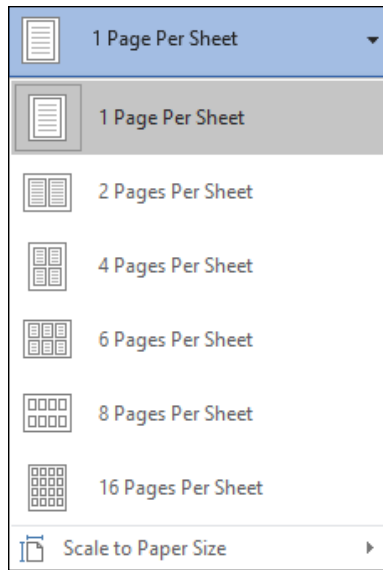 1 Page Per Sheet
1 Page Per Sheet
2 Pages Per Sheet
4 Pages Per Sheet
6 Pages Per Sheet
8 Pages Per Sheet
16 Pages Per Sheet
Scale to Paper Size